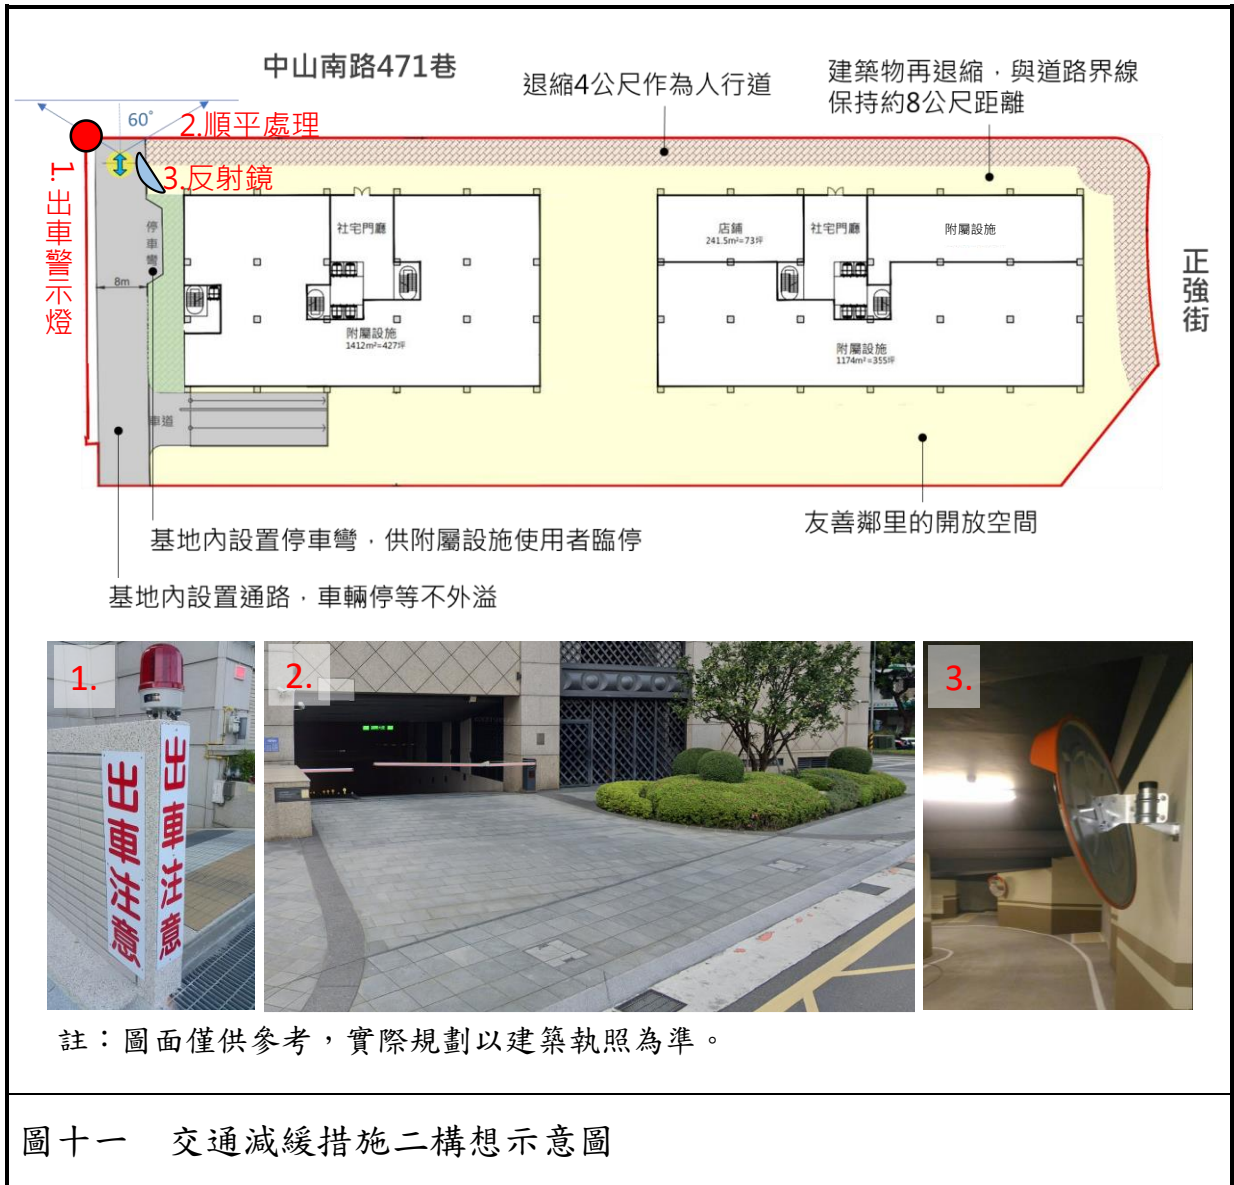 中山南路471巷
退縮4公尺作為人行道
建築物再退縮，與道路界線
保持約8公尺距離
60°
2.順平處理
3.反射鏡
1.出車警示燈
停車彎
8m
社宅門廳
店鋪
241.5m²=73坪
社宅門廳
附屬設施
正強街
附屬設施
1412m²=427坪
附屬設施
1174m²=355坪
車道
基地內設置停車彎，供附屬設施使用者臨停
友善鄰里的開放空間
基地內設置通路，車輛停等不外溢
1.
2.
3.
出車注意
出車注意
註：圖面僅供參考，實際規劃以建築執照為準。
圖十一　交通減緩措施二構想示意圖